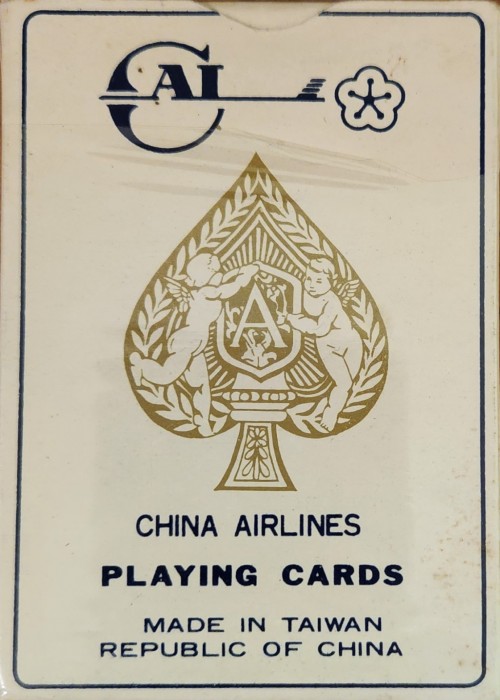 CAL
A
CHINA AIRLINES
PLAYING CARDS
MADE IN TAIWAN
REPUBLIC OF CHINA